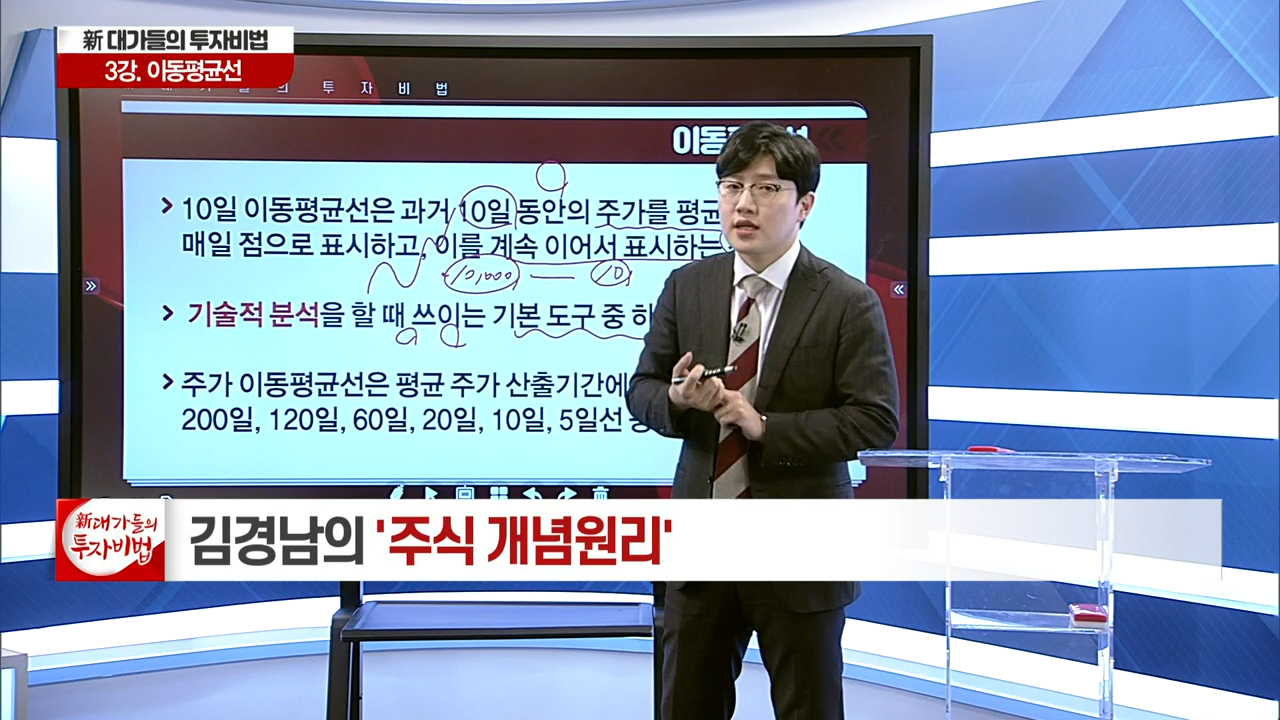 新 대가들의 투자비법
3강. 이동평균선
대 가 들 의 투 자 비 법
10일 이동평균선은 과거 10일 동안의 주가를 평균
매일 점으로 표시하고, 이를 계속 이어서 표시하는
10,000 — 10
기술적 분석을 할 때 쓰이는 기본 도구 중 하
주가 이동평균선은 평균 주가 산출기간에
200일, 120일, 60일, 20일, 10일, 5일선
新대가들의
투자비법
김경남의 '주식 개념원리'